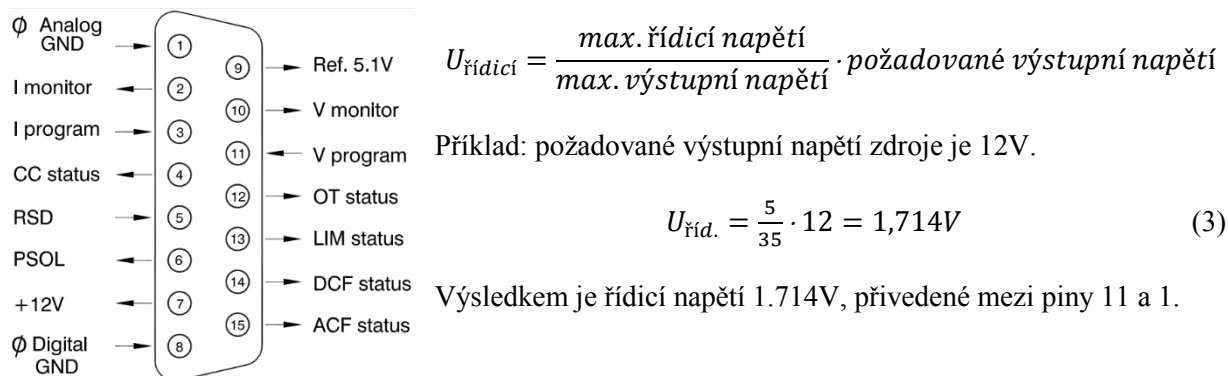 Ø Analog
GND
I monitor
I program
CC status
RSD
PSOL
+12V
Ø Digital
GND
1
2
3
4
5
6
7
8
9
10
11
12
13
14
15
Ref. 5.1V
V monitor
V program
OT status
LIM status
DCF status
ACF status
Uřídicí = max. řídicí napětí / max. výstupní napětí · požadované výstupní napětí
Příklad: požadované výstupní napětí zdroje je 12V.
Uříd. = 5/35 · 12 = 1,714V (3)
Výsledkem je řídicí napětí 1.714V, přivedené mezi piny 11 a 1.